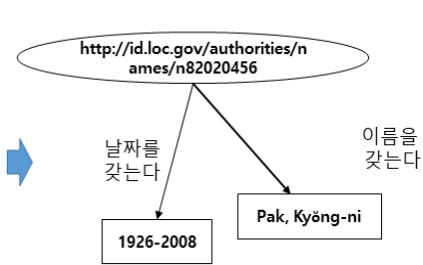 http://id.loc.gov/authorities/n
ames/n82020456
날짜를
갖는다
이름을
갖는다
Pak, Kyŏng-ni
1926-2008